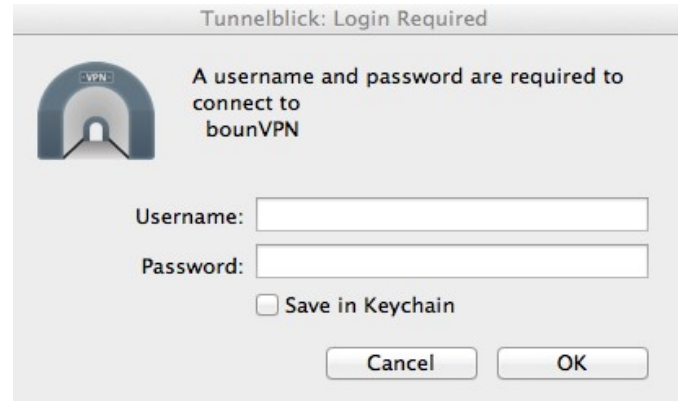 Tunnelblick: Login Required
-VPN-
A username and password are required to
connect to
bounVPN
Username:
Password:
Save in Keychain
Cancel
OK